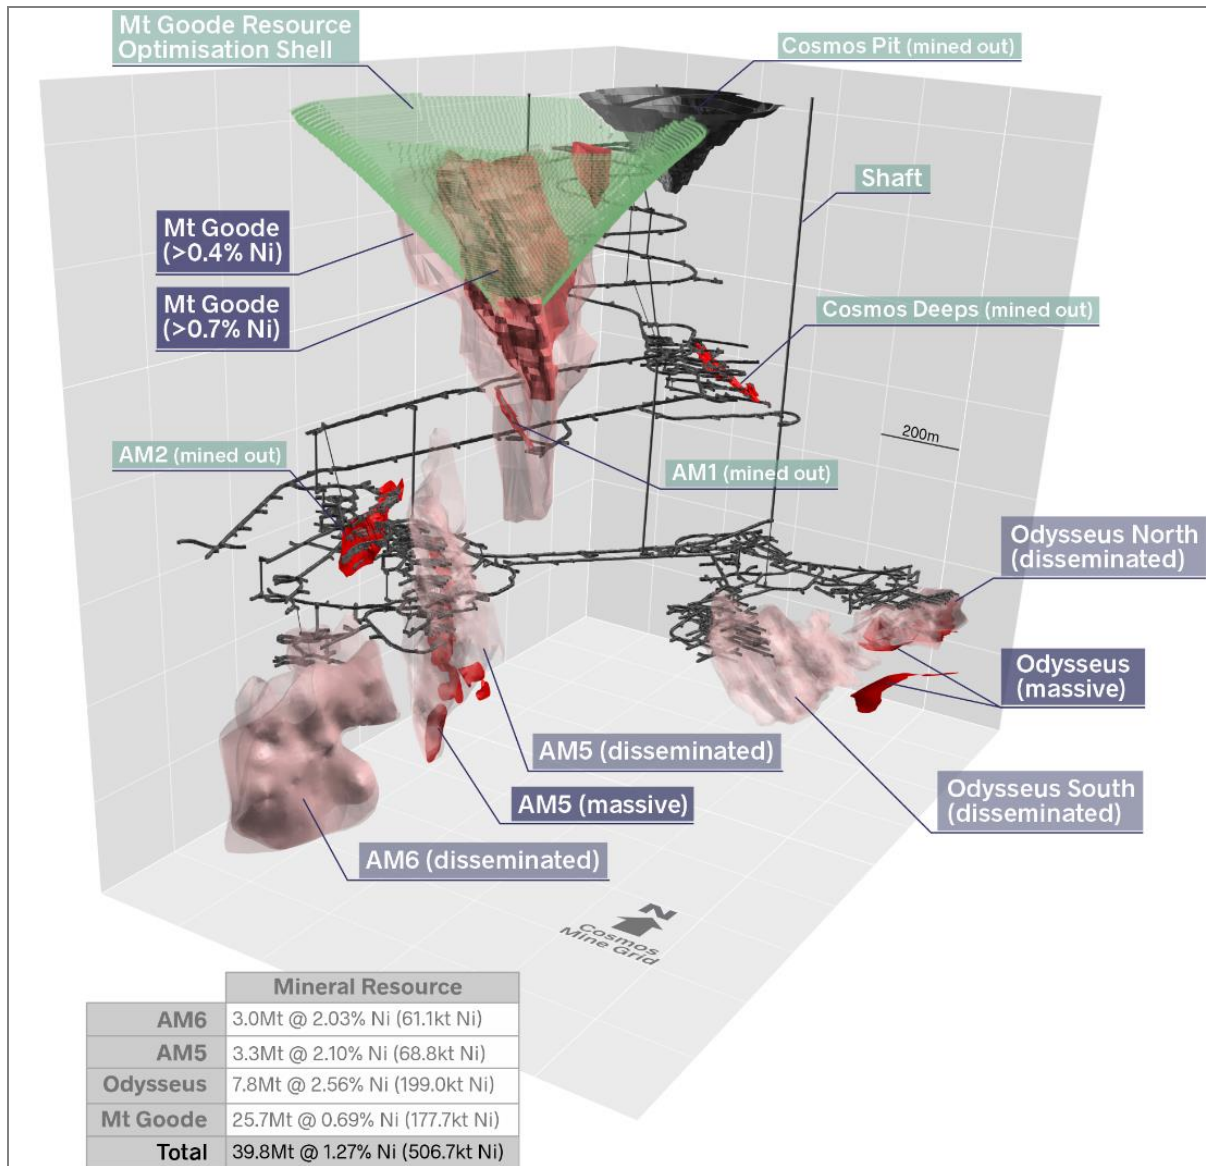 Mt Goode Resource
Optimisation Shell
Cosmos Pit (mined out)
Shaft
Mt Goode
(>0.4% Ni)
Mt Goode
(>0.7% Ni)
Cosmos Deeps (mined out)
200m
AM2 (mined out)
AM1 (mined out)
Odysseus North
(disseminated)
Odysseus
(massive)
AM5 (disseminated)
AM5 (massive)
Odysseus South
(disseminated)
AM6 (disseminated)
N
Cosmos
Mine Grid
Mineral Resource
AM6 3.0Mt @ 2.03% Ni (61.1kt Ni)
AM5 3.3Mt @ 2.10% Ni (68.8kt Ni)
Odysseus 7.8Mt @ 2.56% Ni (199.0kt Ni)
Mt Goode 25.7Mt @ 0.69% Ni (177.7kt Ni)
Total 39.8Mt @ 1.27% Ni (506.7kt Ni)